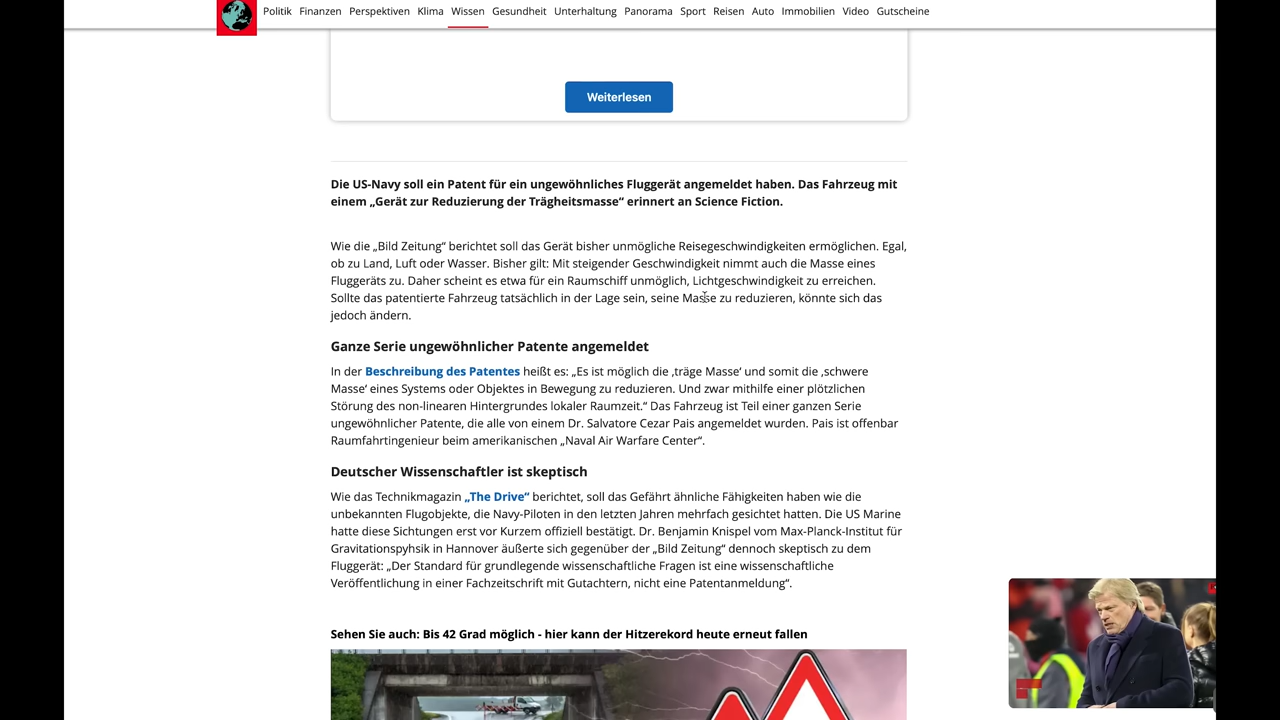 Politik Finanzen Perspektiven Klima Wissen Gesundheit Unterhaltung Panorama Sport Reisen Auto Immobilien Video Gutscheine
Weiterlesen
Die US-Navy soll ein Patent für ein ungewöhnliches Fluggerät angemeldet haben. Das Fahrzeug mit
einem „Gerät zur Reduzierung der Trägheitsmasse“ erinnert an Science Fiction.
Wie die „Bild Zeitung“ berichtet soll das Gerät bisher unmögliche Reisegeschwindigkeiten ermöglichen. Egal,
ob zu Land, Luft oder Wasser. Bisher gilt: Mit steigender Geschwindigkeit nimmt auch die Masse eines
Fluggeräts zu. Daher scheint es etwa für ein Raumschiff unmöglich, Lichtgeschwindigkeit zu erreichen.
Sollte das patentierte Fahrzeug tatsächlich in der Lage sein, seine Masse zu reduzieren, könnte sich das
jedoch ändern.
Ganze Serie ungewöhnlicher Patente angemeldet
In der Beschreibung des Patentes heißt es: „Es ist möglich die ‚träge Masse‘ und somit die ‚schwere
Masse‘ eines Systems oder Objektes in Bewegung zu reduzieren. Und zwar mithilfe einer plötzlichen
Störung des non-linearen Hintergrundes lokaler Raumzeit.“ Das Fahrzeug ist Teil einer ganzen Serie
ungewöhnlicher Patente, die alle von einem Dr. Salvatore Cezar Pais angemeldet wurden. Pais ist offenbar
Raumfahrtingenieur beim amerikanischen „Naval Air Warfare Center“.
Deutscher Wissenschaftler ist skeptisch
Wie das Technikmagazin „The Drive“ berichtet, soll das Gefährt ähnliche Fähigkeiten haben wie die
unbekannten Flugobjekte, die Navy-Piloten in den letzten Jahren mehrfach gesichtet hatten. Die US Marine
hatte diese Sichtungen erst vor Kurzem offiziell bestätigt. Dr. Benjamin Knispel vom Max-Planck-Institut für
Gravitationspyhsik in Hannover äußerte sich gegenüber der „Bild Zeitung“ dennoch skeptisch zu dem
Fluggerät: „Der Standard für grundlegende wissenschaftliche Fragen ist eine wissenschaftliche
Veröffentlichung in einer Fachzeitschrift mit Gutachtern, nicht eine Patentanmeldung“.
Sehen Sie auch: Bis 42 Grad möglich - hier kann der Hitzerekord heute erneut fallen